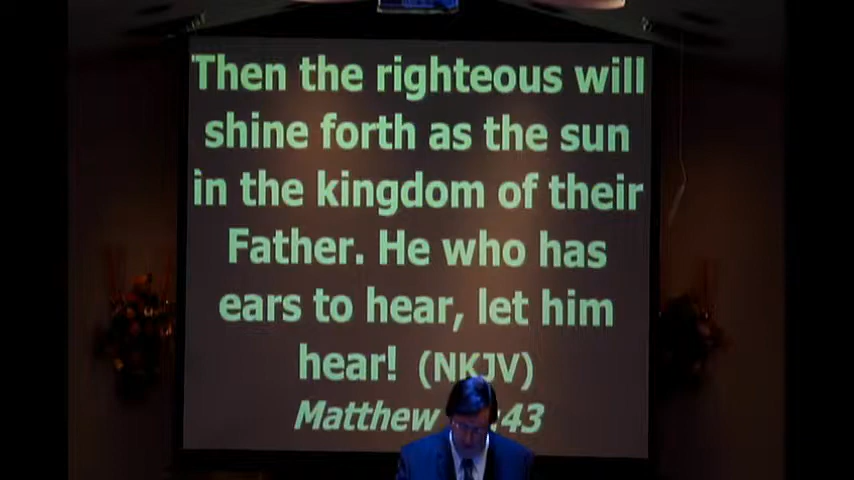 Then the righteous will
shine forth as the sun
in the kingdom of their
Father. He who has
ears to hear, let him
hear! (NKJV)
Matthew :43